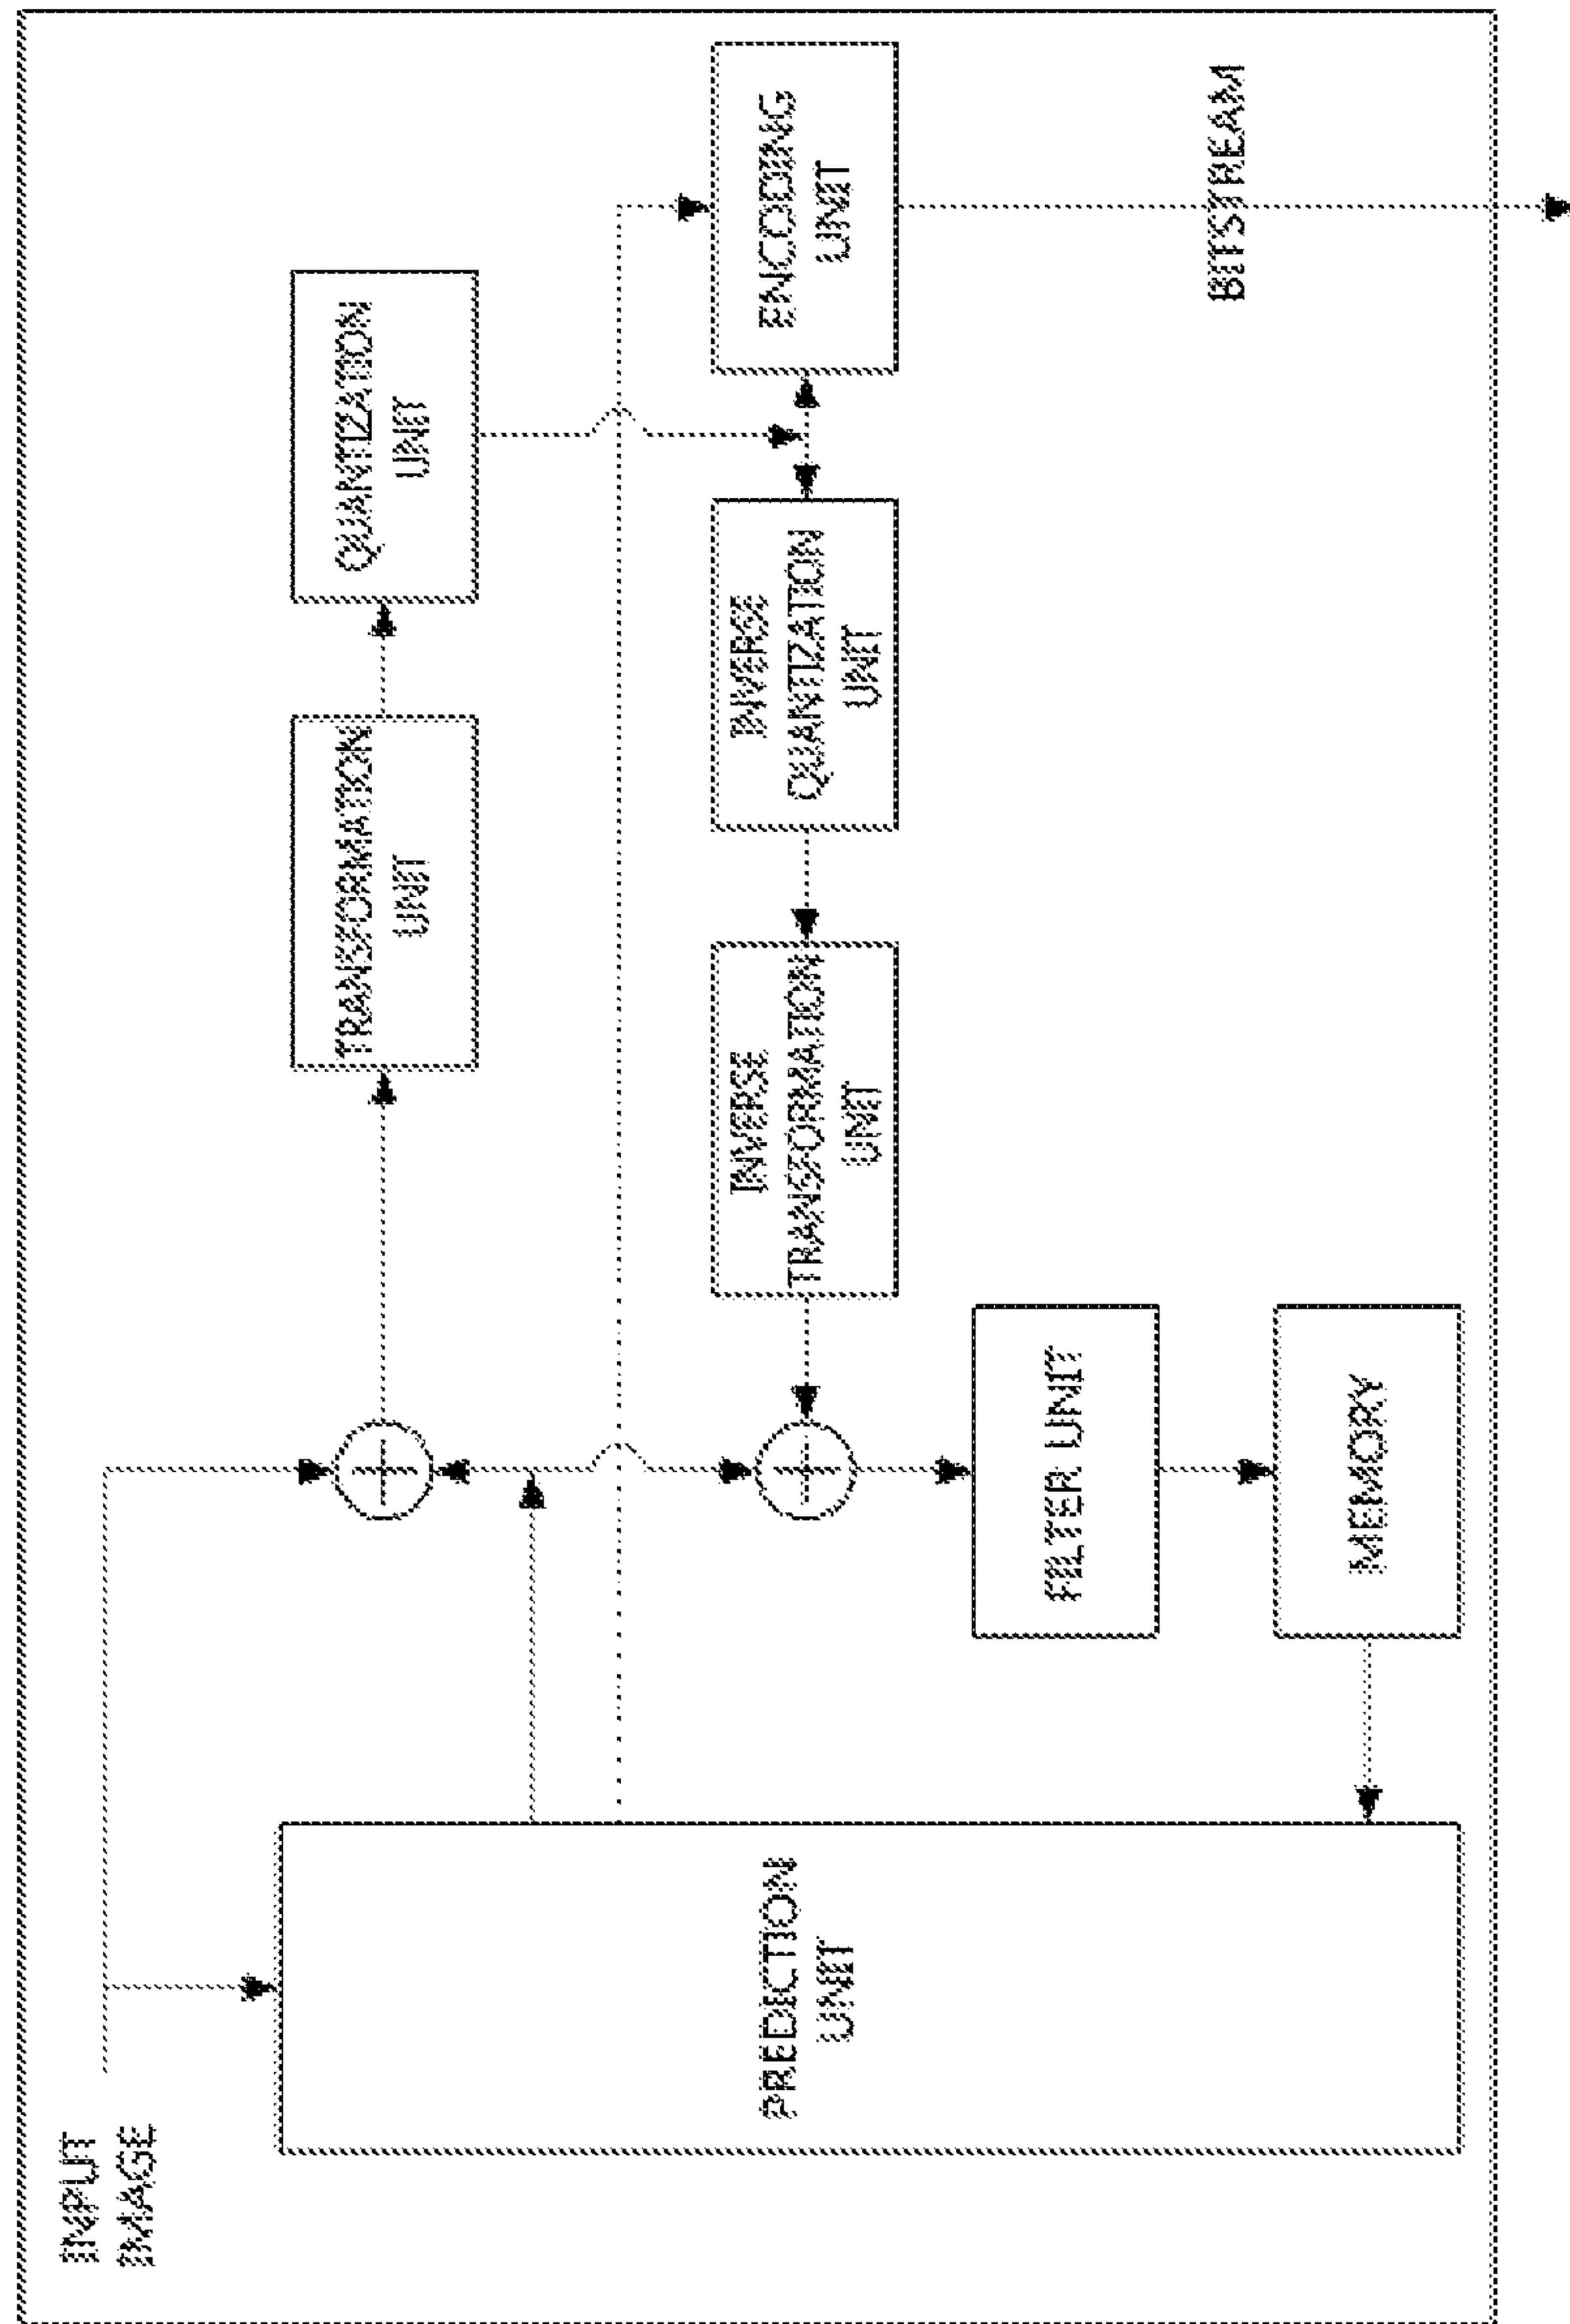 INPUT
IMAGE
TRANSFORMATION
UNIT
QUANTIZATION
UNIT
PREDICTION
UNIT
INVERSE
TRANSFORMATION
UNIT
INVERSE
QUANTIZATION
UNIT
ENCODING
UNIT
FILTER UNIT
BITSTREAM
MEMORY